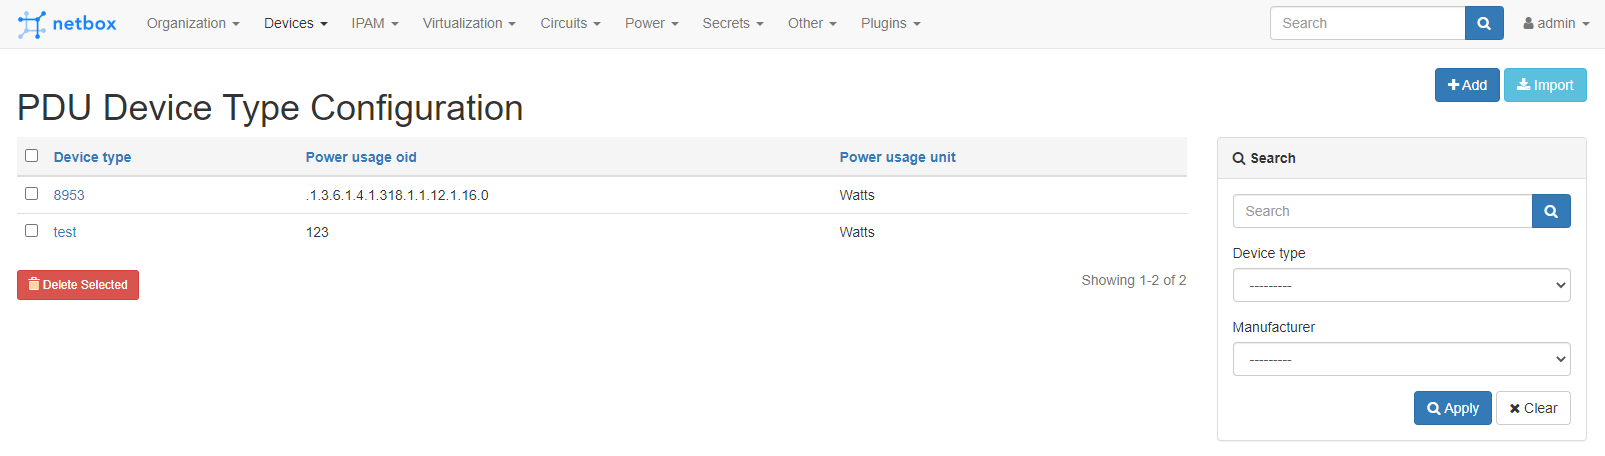 netbox Organization Devices IPAM Virtualization Circuits Power Secrets Other Plugins Search admin
Add Import
PDU Device Type Configuration
Device type Power usage oid Power usage unit
8953 .1.3.6.1.4.1.318.1.1.12.1.16.0 Watts
test 123 Watts
Delete Selected Showing 1-2 of 2
Search
Search
Device type
---------
Manufacturer
---------
Apply Clear